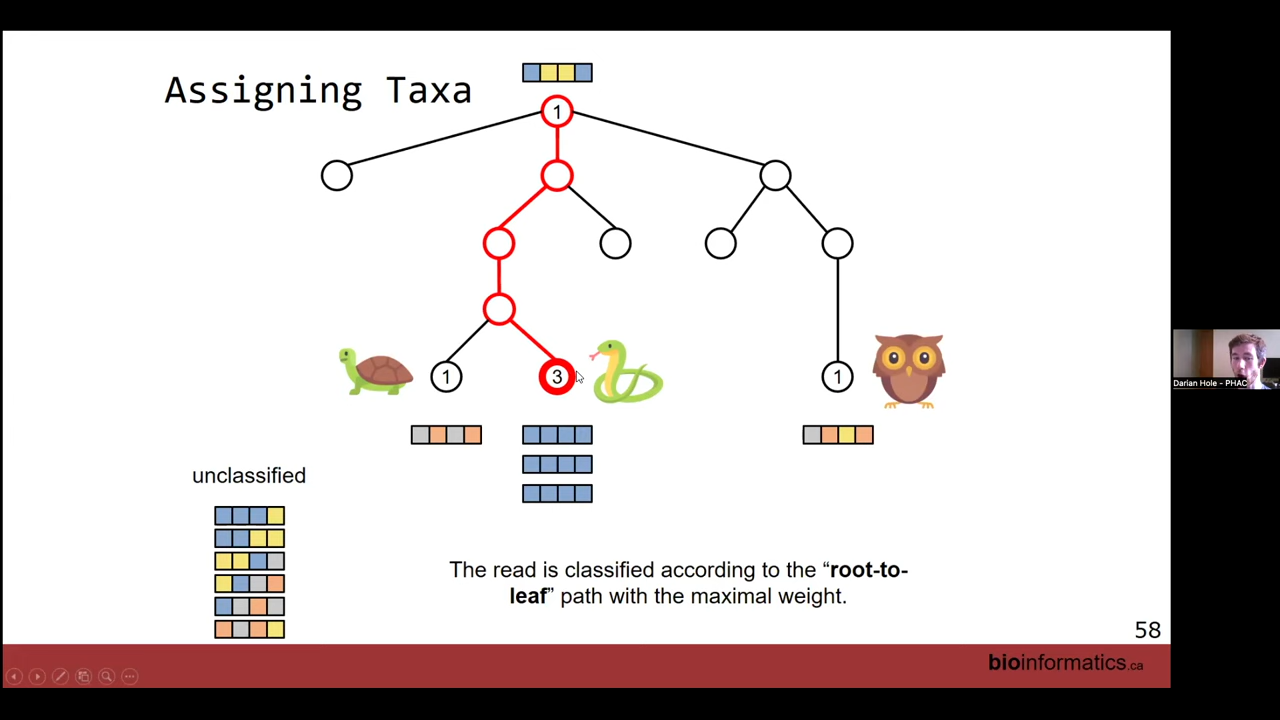 Assigning Taxa
1
1
3
1
unclassified
The read is classified according to the “root-to-
leaf” path with the maximal weight.
58
bioinformatics.ca
Darian Hole - PHAC